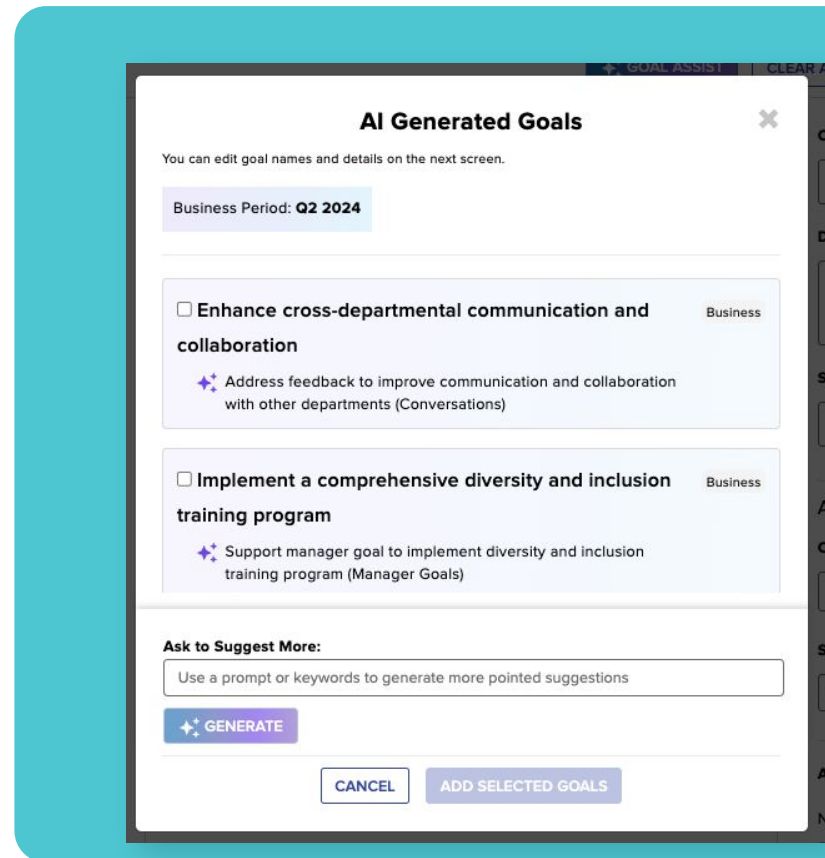 GOAL ASSIST
CLEAR A
AI Generated Goals
You can edit goal names and details on the next screen.
Business Period: Q2 2024
Enhance cross-departmental communication and
Business
collaboration
Address feedback to improve communication and collaboration
with other departments (Conversations)
Implement a comprehensive diversity and inclusion
Business
training program
Support manager goal to implement diversity and inclusion
training program (Manager Goals)
Ask to Suggest More:
Use a prompt or keywords to generate more pointed suggestions
GENERATE
CANCEL
ADD SELECTED GOALS